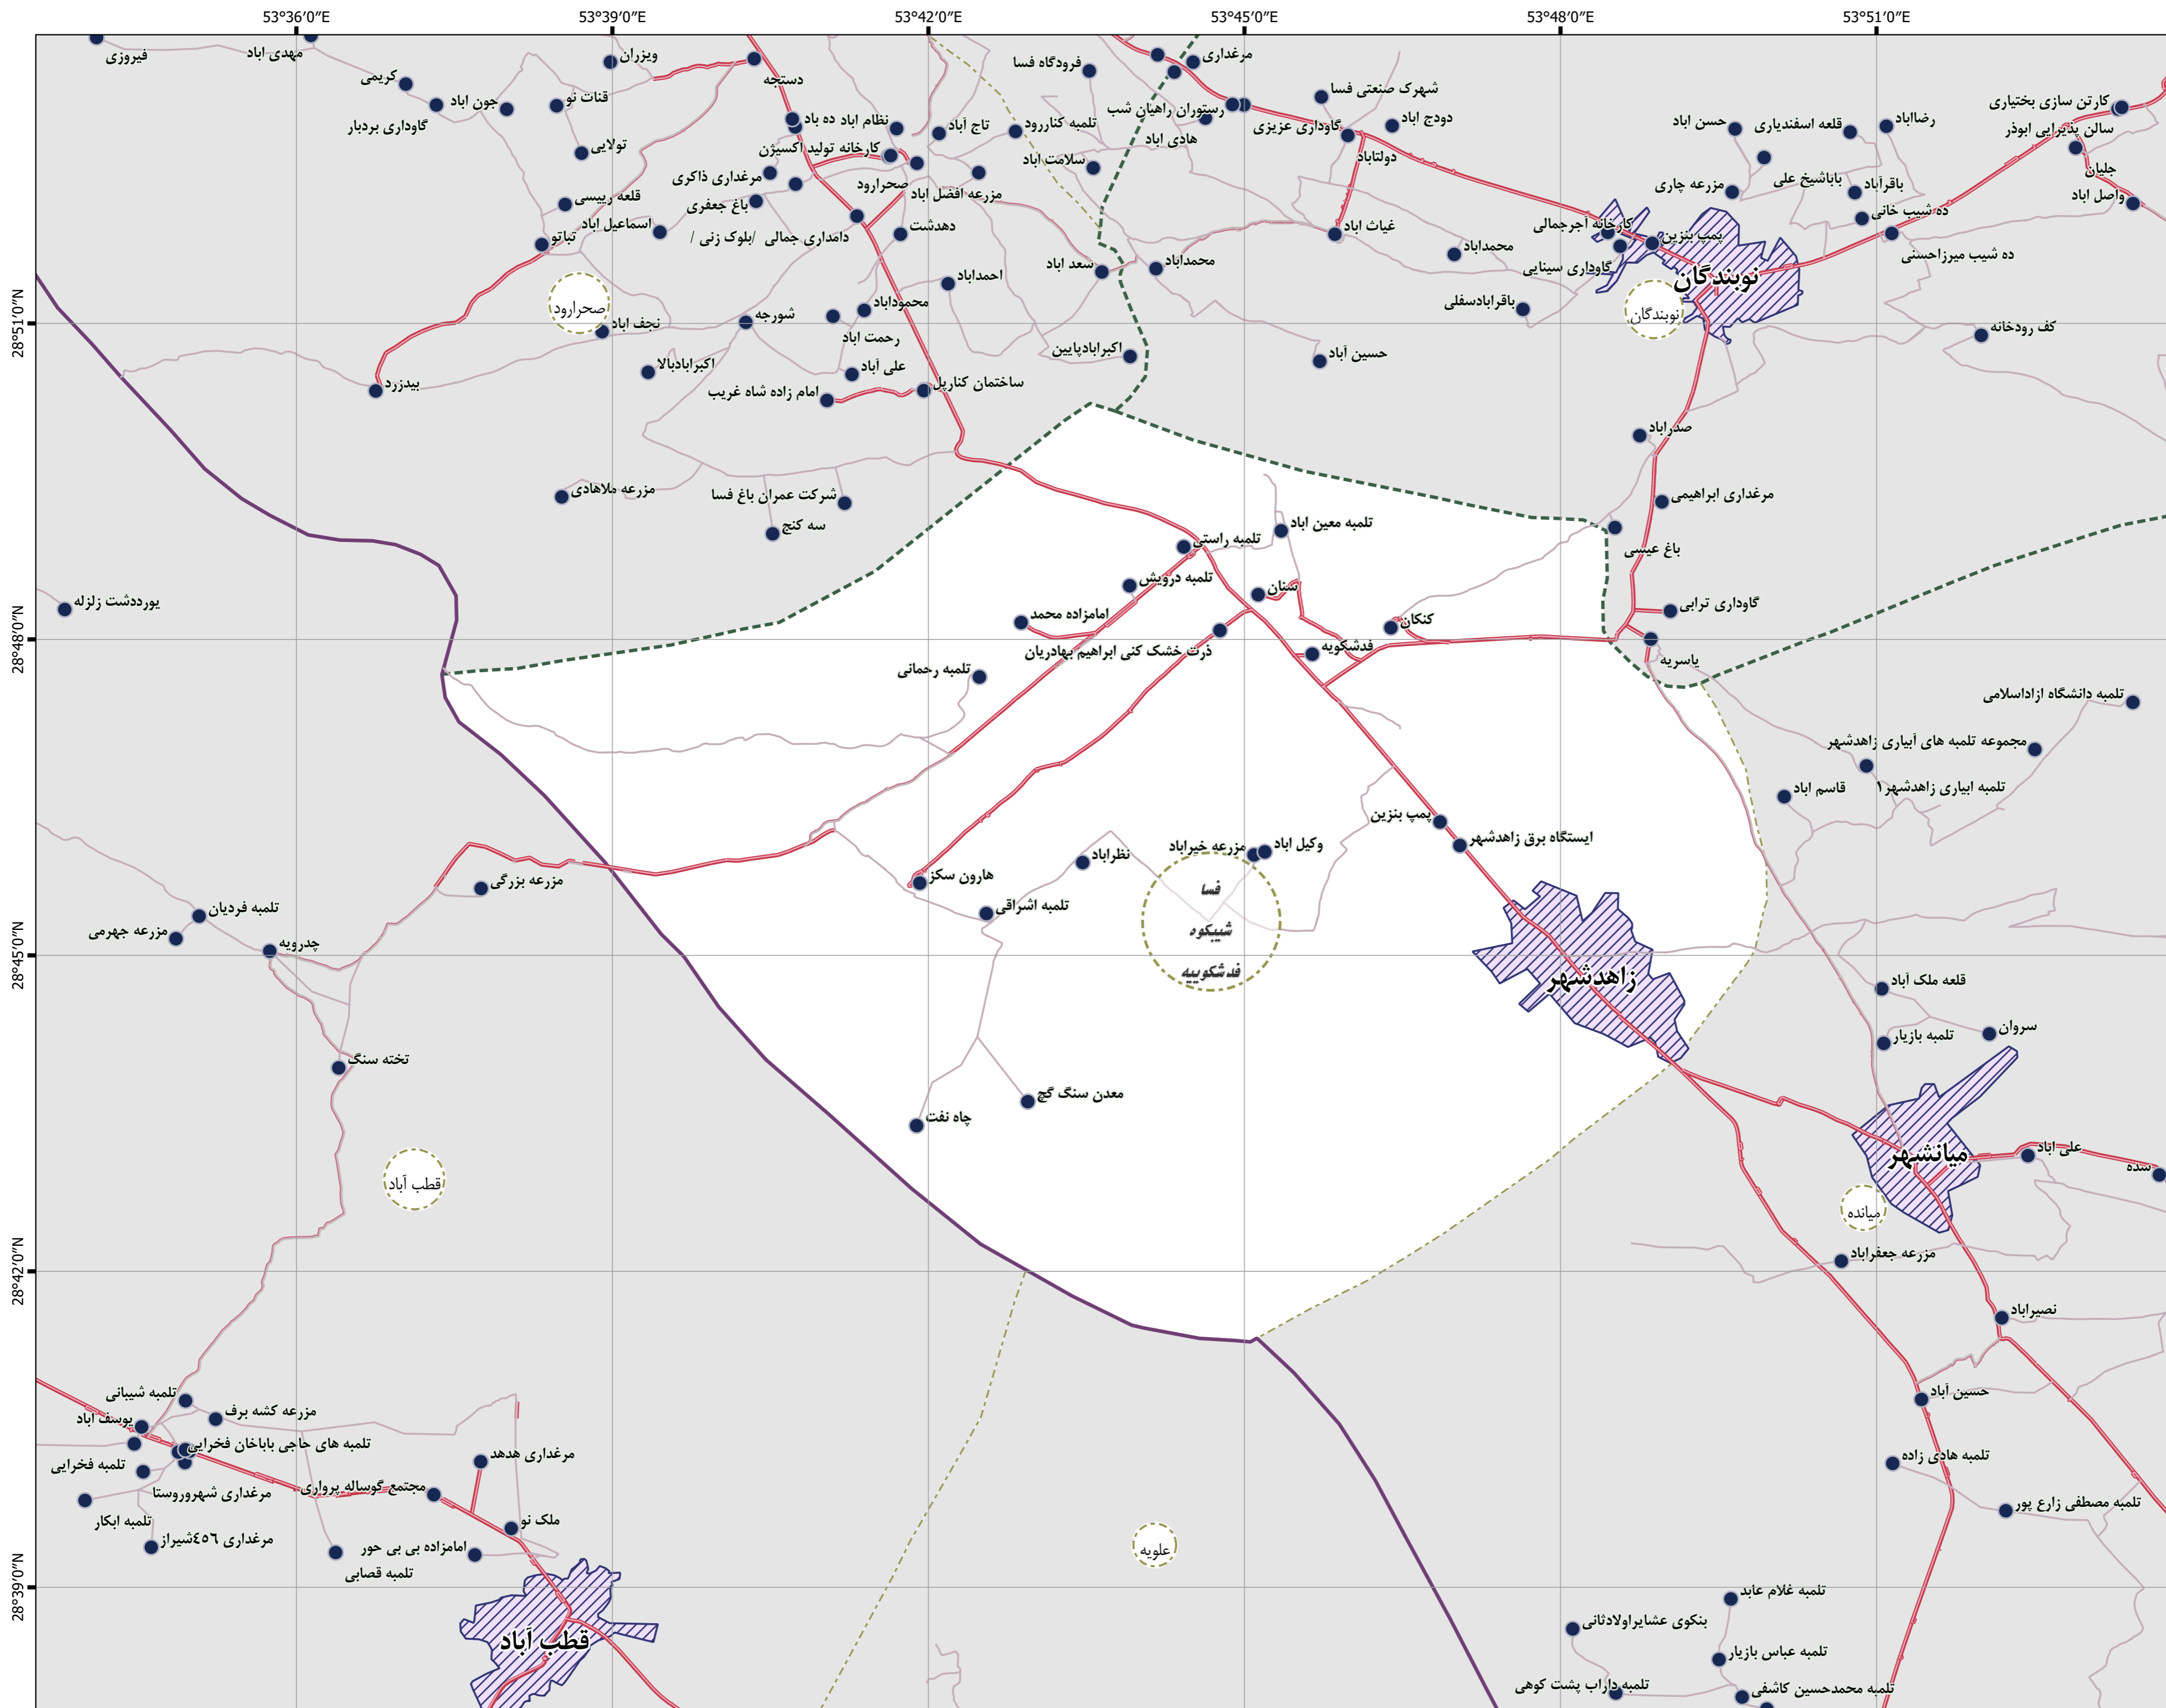 53°36′0″E
53°39′0″E
53°42′0″E
53°45′0″E
53°48′0″E
53°51′0″E
28°51′0″N
28°48′0″N
28°45′0″N
28°42′0″N
28°39′0″N
فیروزی
مهدی اباد
ویزران
دستجه
کریمی
جون اباد
قنات نو
گاوداری بردبار
تولایی
قلعه رییسی
تباتو
اسماعیل اباد
صحرارود
نجف اباد
بیدزرد
ده باد
نظام اباد
تاج آباد
کارخانه تولید اکسیژن
مرغداری ذاکری
باغ جعفری
صحرارود
مزرعه افضل اباد
دامداری جمالی /بلوک زنی /
دهدشت
احمداباد
محموداباد
شورجه
رحمت اباد
علی آباد
اکبرابادبالا
امام زاده شاه غریب
ساختمان کنارپل
مزرعه ملاهادی
شرکت عمران باغ فسا
سه کنج
فرودگاه فسا
مرغداری
رستوران راهیان شب
هادی اباد
تلمبه کناررود
سلامت اباد
سعد اباد
محمداباد
اکبرابادپایین
شهرک صنعتی فسا
گاوداری عزیزی
دودج اباد
دولتاباد
غیاث اباد
محمداباد
باقرابادسفلی
حسین آباد
کارخانه آجرجمالی
گاوداری سینایی
پمپ بنزین
نوبندگان
نوبندگان
کارتن سازی بختیاری
سالن پذیرایی ابوذر
جلیان
واصل اباد
رضااباد
قلعه اسفندیاری
حسن اباد
باباشیخ علی
مزرعه چاری
باقرآباد
ده شیب خانی
ده شیب میرزاحسنی
کف رودخانه
صدراباد
مرغداری ابراهیمی
باغ عیسی
گاوداری ترابی
یاسریه
یورددشت زلزله
تلمبه معین اباد
تلمبه راستی
تلمبه درویش
سنان
امامزاده محمد
ذرت خشک کنی ابراهیم بهادریان
کنکان
فدشکویه
تلمبه رحمانی
تلمبه دانشگاه ازاداسلامی
مجموعه تلمبه های آبیاری زاهدشهر
تلمبه ابیاری زاهدشهر۱
قاسم اباد
پمپ بنزین
ایستگاه برق زاهدشهر
وکیل اباد
مزرعه خیراباد
نظراباد
هارون سکز
تلمبه اشراقی
فسا
شیبکوه
فدشکوییه
زاهدشهر
مزرعه بزرگی
تلمبه فردیان
مزرعه جهرمی
چدرویه
تخته سنگ
معدن سنگ گچ
چاه نفت
قلعه ملک آباد
سروان
تلمبه بازیار
میانشهر
علی اباد
سده
میانده
مزرعه جعفراباد
نصیراباد
حسین آباد
تلمبه هادی زاده
تلمبه مصطفی زارع پور
قطب آباد
علویه
تلمبه شیبانی
یوسف اباد
مزرعه کشه برف
تلمبه های حاجی باباخان فخرایی
تلمبه فخرایی
مرغداری شهروروستا
تلمبه ابکار
مرغداری ٤٥٦شیراز
مجتمع گوساله پرواری
مرغداری هدهد
ملک نو
امامزاده بی بی حور
تلمبه قصابی
قطب آباد
تلمبه غلام عابد
بنکوی عشایراولادثانی
تلمبه عباس بازیار
تلمبه داراب پشت کوهی
تلمبه محمدحسین کاشفی